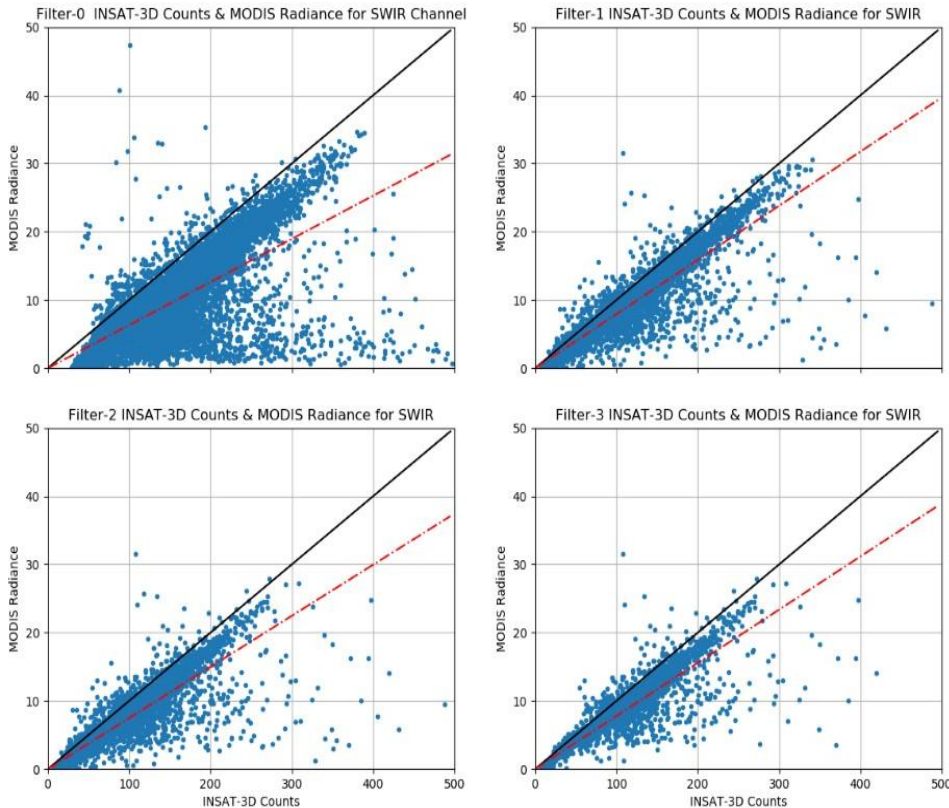 Filter-0  INSAT-3D Counts & MODIS Radiance for SWIR Channel
50
40
30
20
10
0
MODIS Radiance
0 100 200 300 400 500
Filter-1 INSAT-3D Counts & MODIS Radiance for SWIR
50
40
30
20
10
0
MODIS Radiance
0 100 200 300 400 500
Filter-2 INSAT-3D Counts & MODIS Radiance for SWIR
50
40
30
20
10
0
MODIS Radiance
0 100 200 300 400 500
INSAT-3D Counts
Filter-3 INSAT-3D Counts & MODIS Radiance for SWIR
50
40
30
20
10
0
MODIS Radiance
0 100 200 300 400 500
INSAT-3D Counts